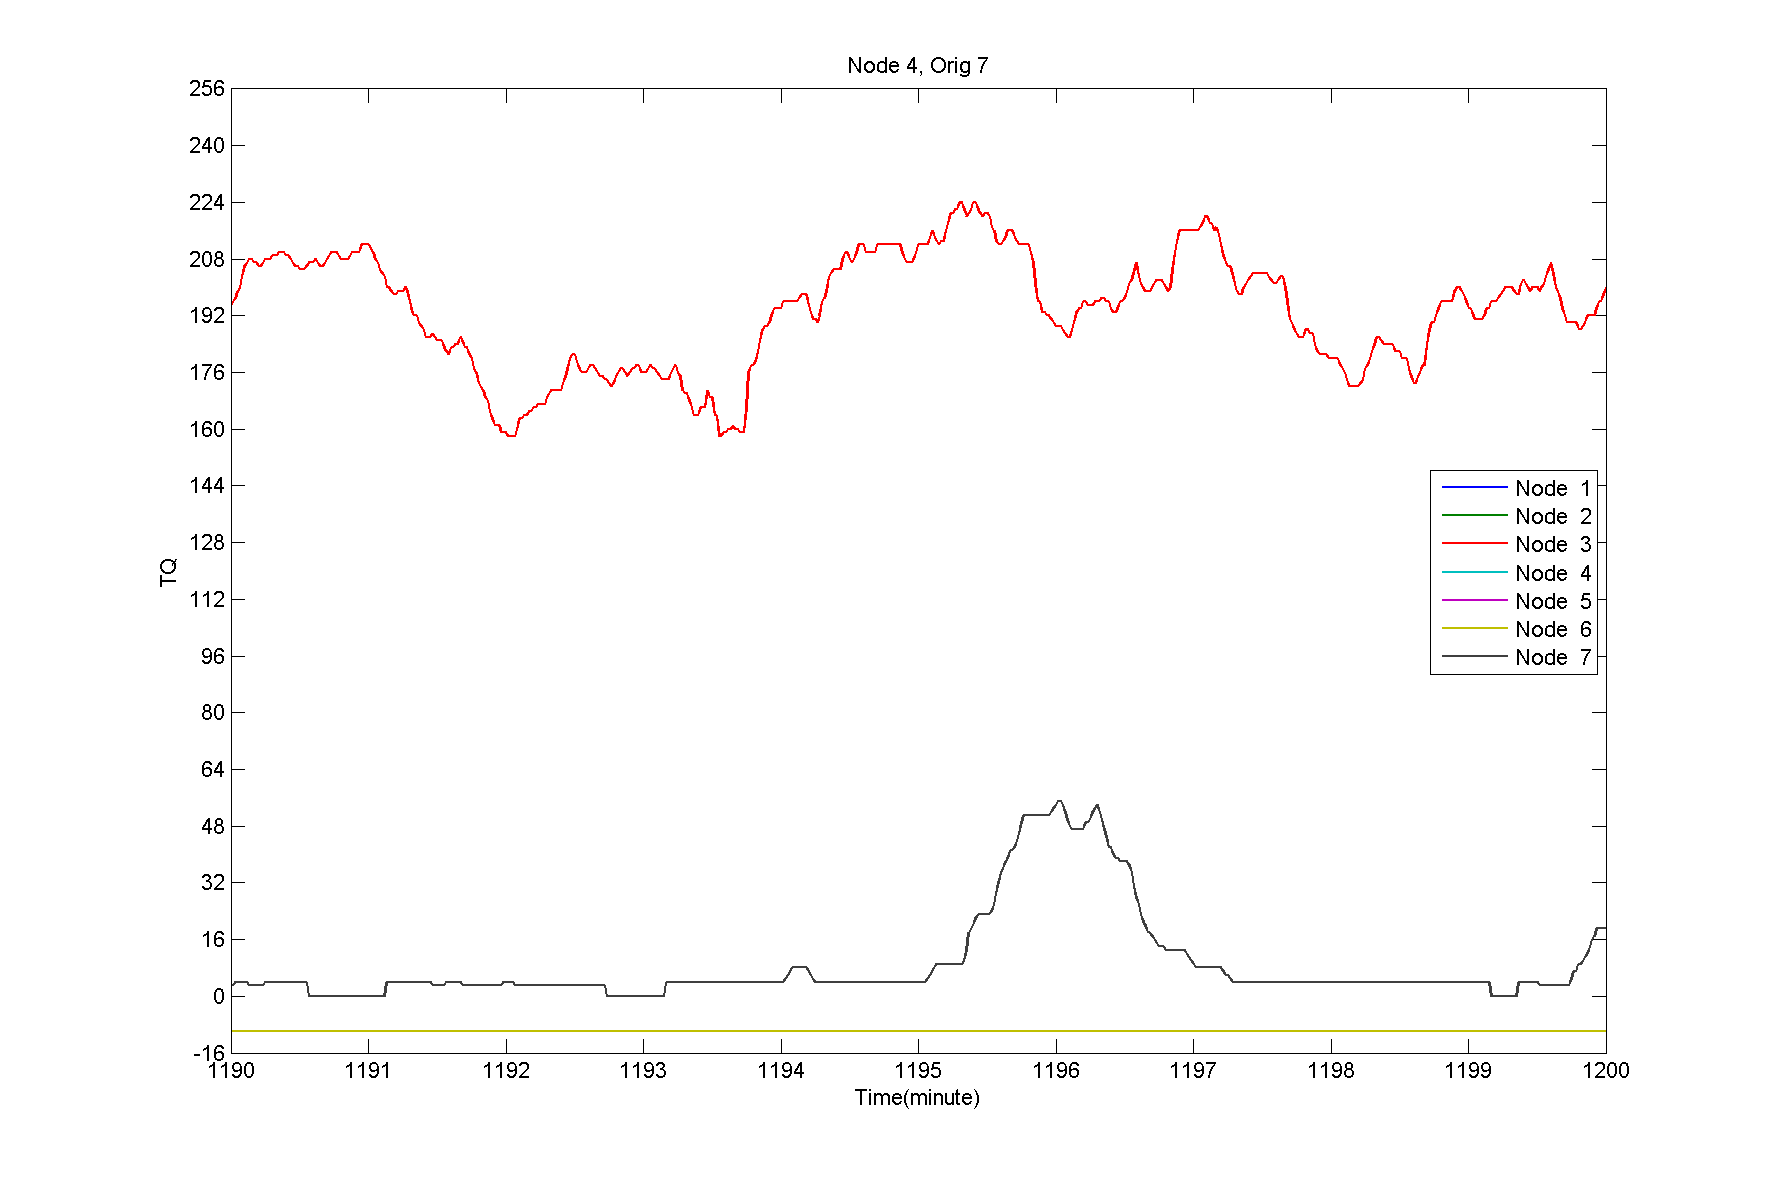 Node 4, Orig 7
256
240
224
208
192
176
160
144
128
112
96
80
64
48
32
16
0
-16
TQ
Node 1
Node 2
Node 3
Node 4
Node 5
Node 6
Node 7
1190 1191 1192 1193 1194 1195 1196 1197 1198 1199 1200
Time(minute)